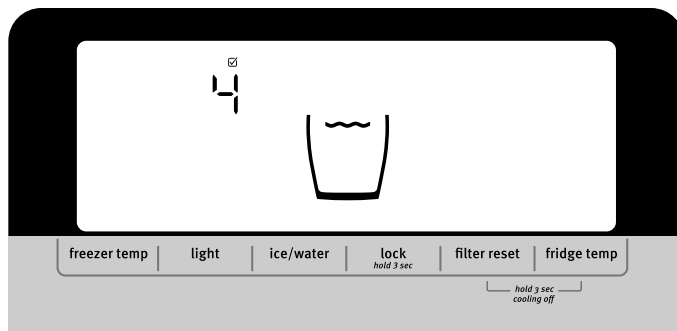 4
freezer temp light ice/water lock filter reset fridge temp
hold 3 sec
hold 3 sec
cooling off